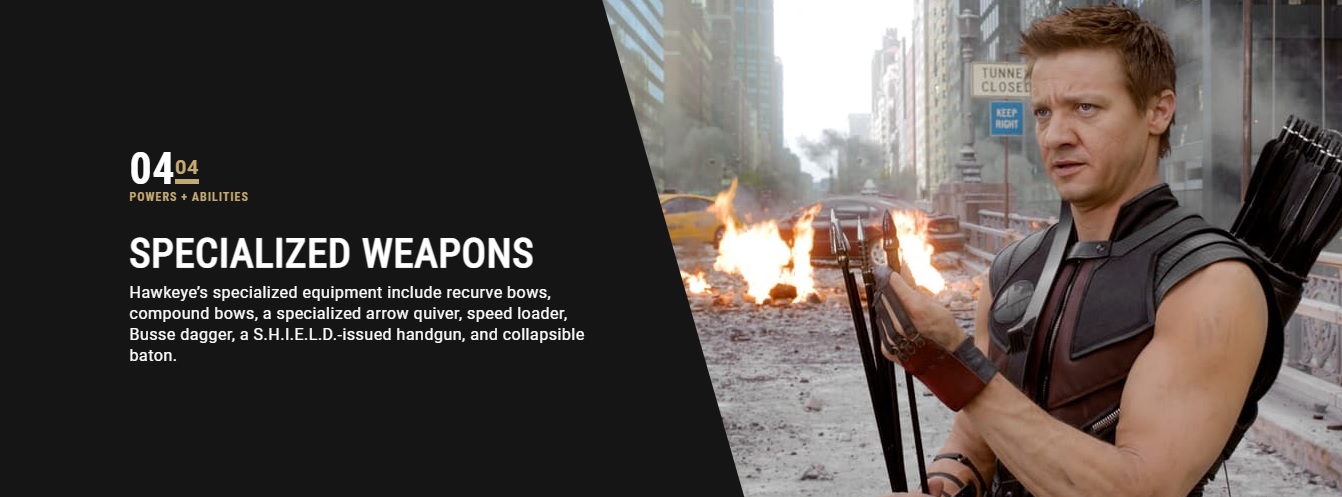 04 04
POWERS + ABILITIES
SPECIALIZED WEAPONS
Hawkeye’s specialized equipment include recurve bows,
compound bows, a specialized arrow quiver, speed loader,
Busse dagger, a S.H.I.E.L.D.-issued handgun, and collapsible
baton.
TUNNEL
CLOSED
KEEP
RIGHT